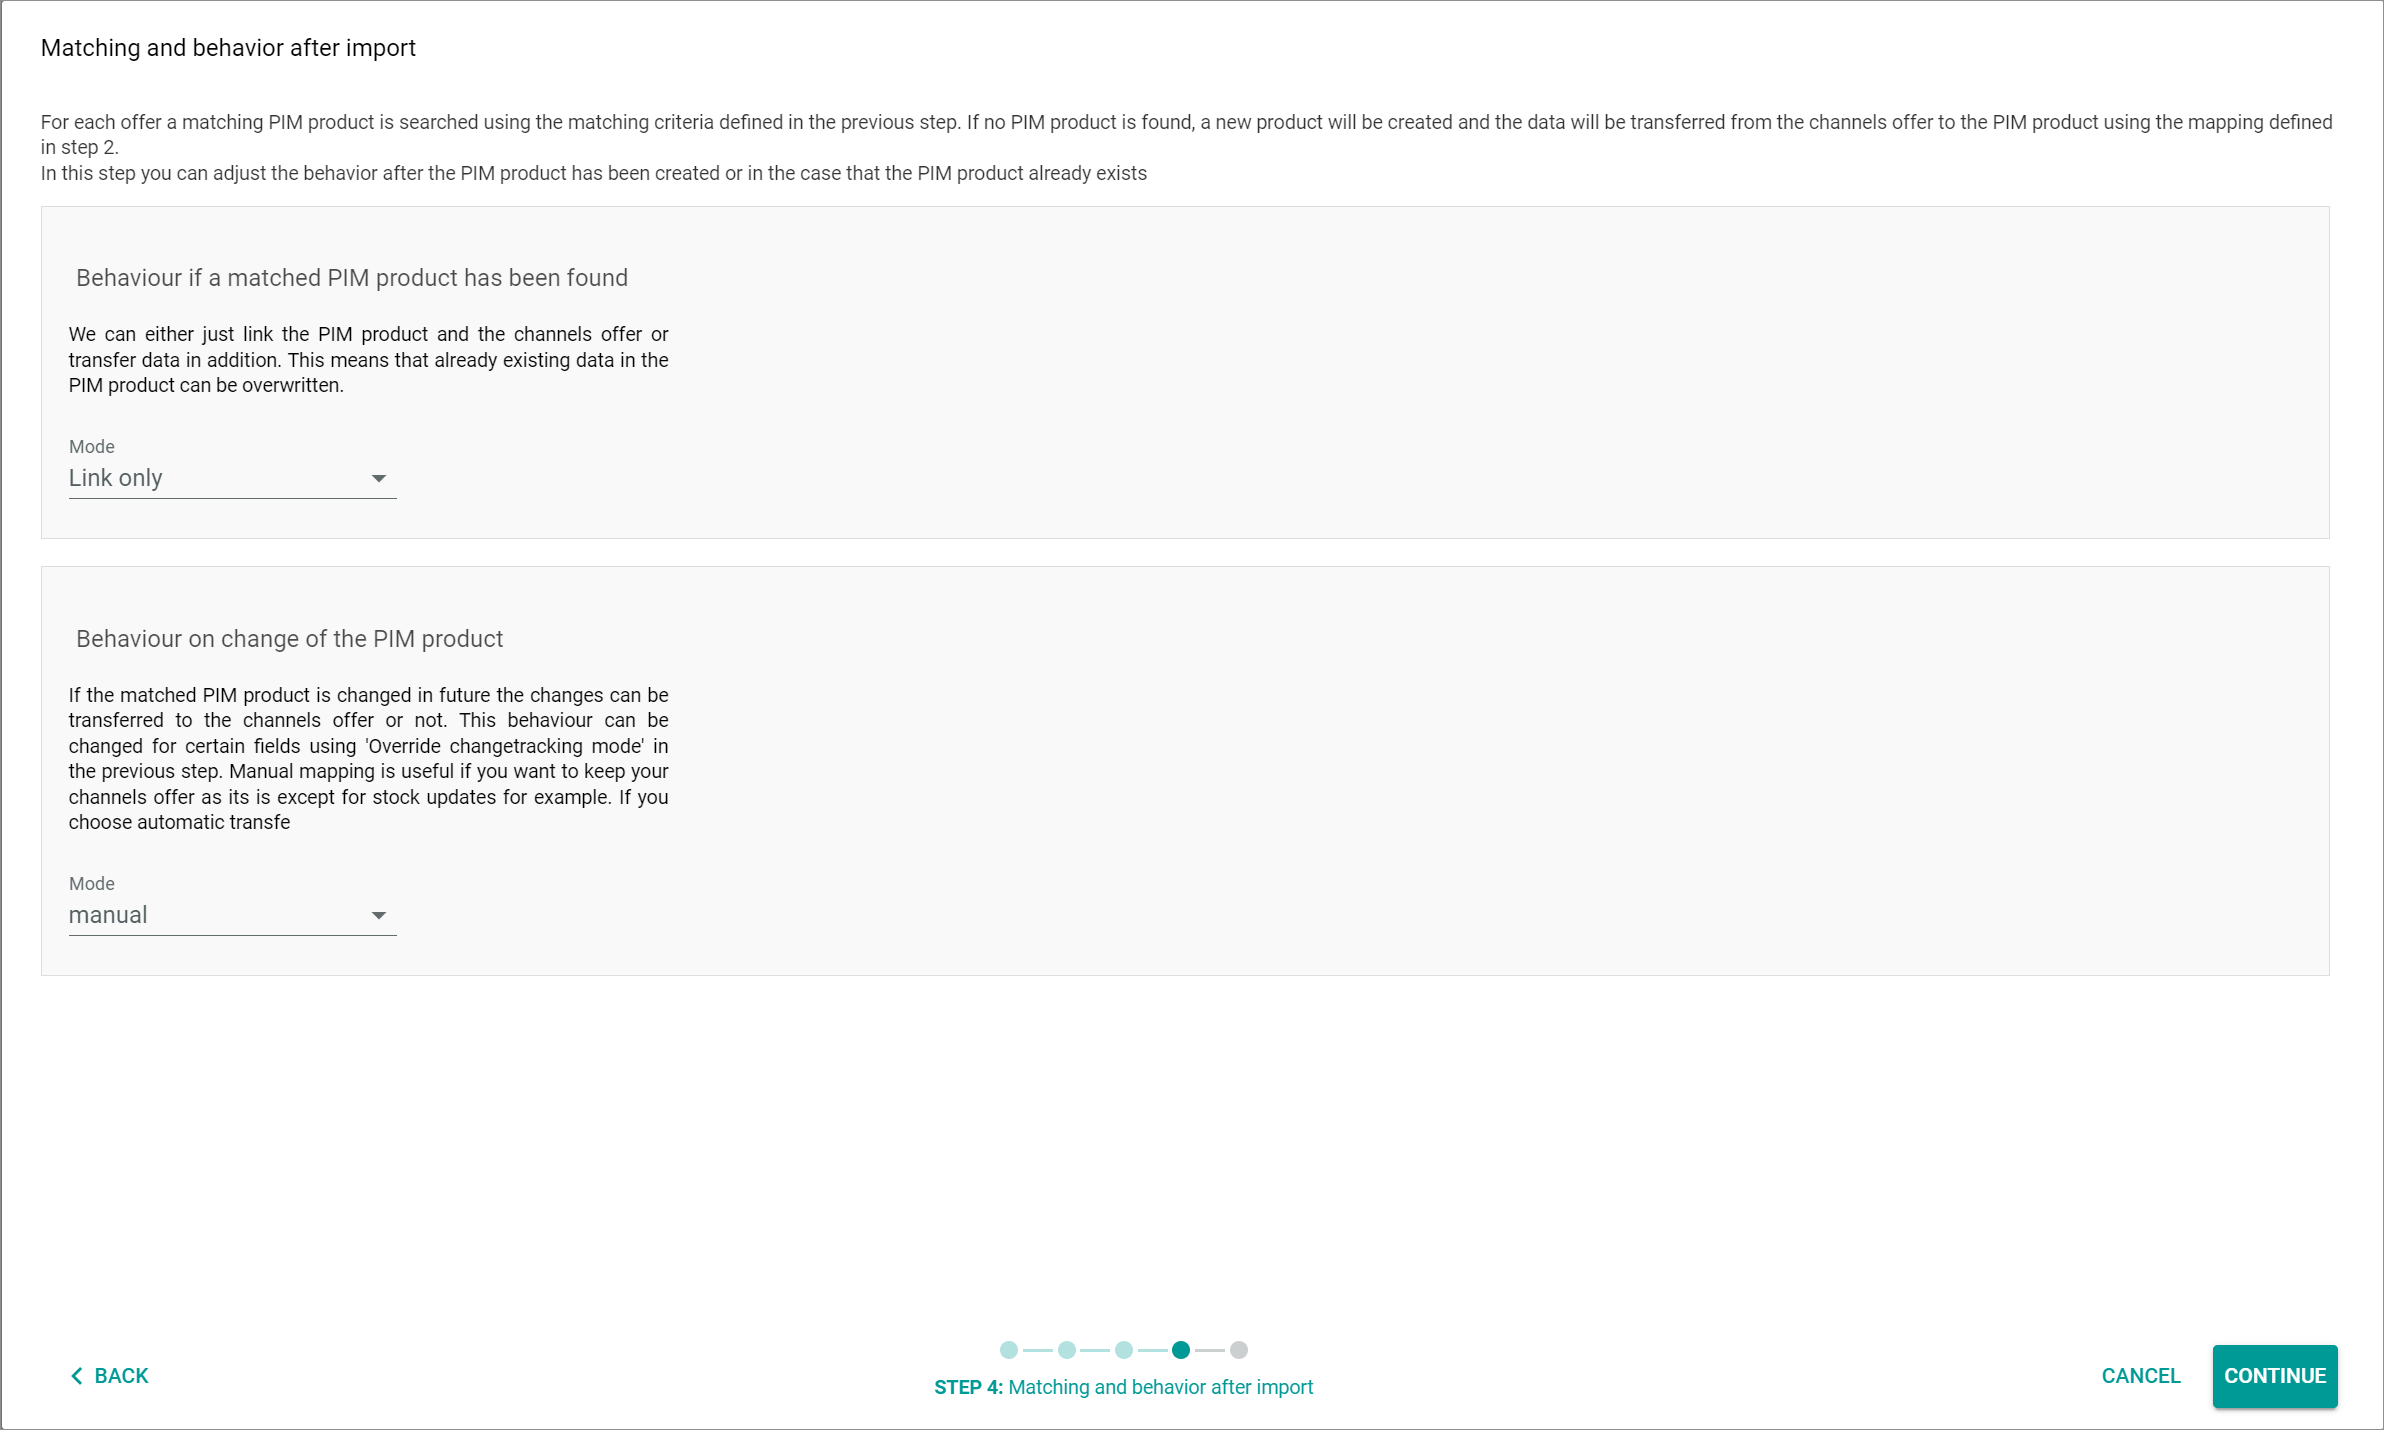 Matching and behavior after import
For each offer a matching PIM product is searched using the matching criteria defined in the previous step. If no PIM product is found, a new product will be created and the data will be transferred from the channels offer to the PIM product using the mapping defined
in step 2.
In this step you can adjust the behavior after the PIM product has been created or in the case that the PIM product already exists
Behaviour if a matched PIM product has been found
We can either just link the PIM product and the channels offer or
transfer data in addition. This means that already existing data in the
PIM product can be overwritten.
Mode
Link only
Behaviour on change of the PIM product
If the matched PIM product is changed in future the changes can be
transferred to the channels offer or not. This behaviour can be
changed for certain fields using 'Override changetracking mode' in
the previous step. Manual mapping is useful if you want to keep your
channels offer as its is except for stock updates for example. If you
choose automatic transfe
Mode
manual
BACK
STEP 4: Matching and behavior after import
CANCEL
CONTINUE